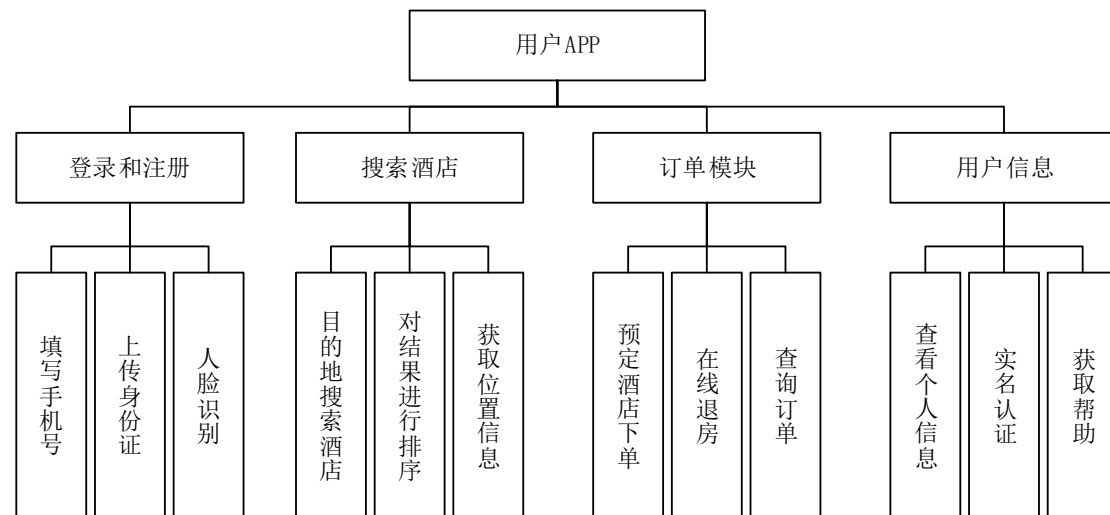 用户APP
登录和注册
搜索酒店
订单模块
用户信息
填写手机号
上传身份证
人脸识别
目的地搜索酒店
对结果进行排序
获取位置信息
预定酒店下单
在线退房
查询订单
查看个人信息
实名认证
获取帮助